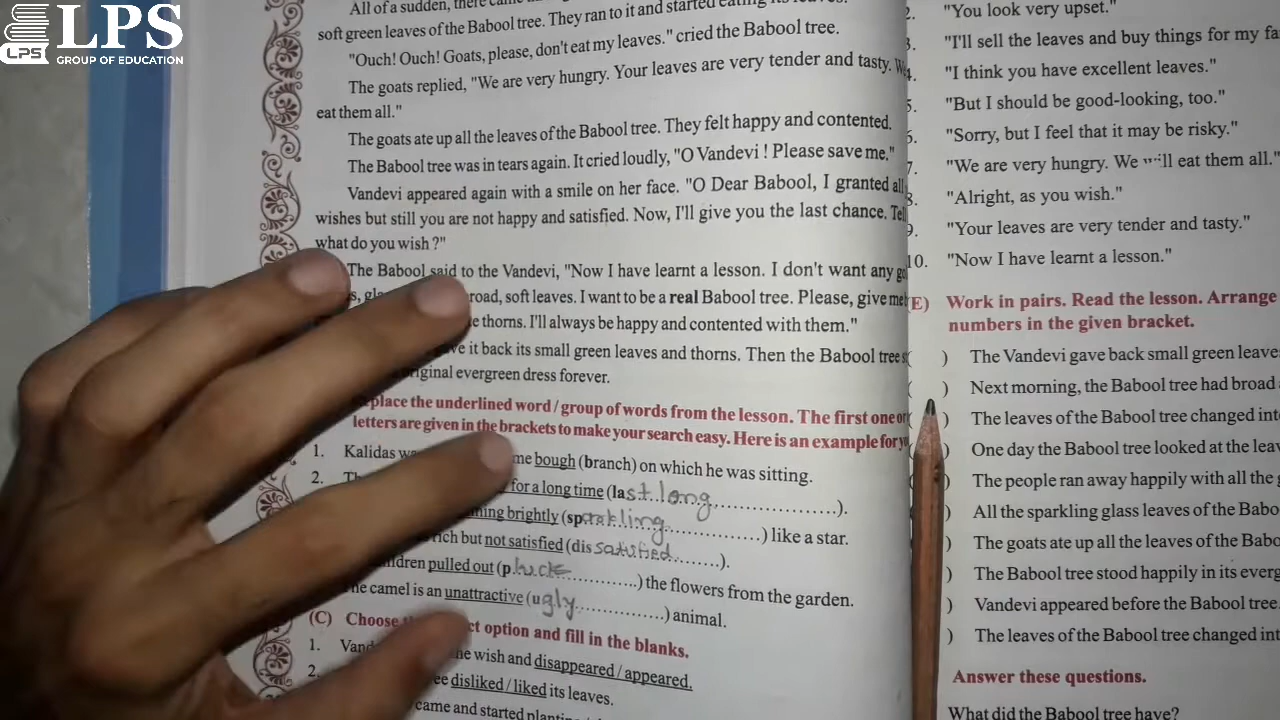 LPS
LPS
GROUP OF EDUCATION
All of a sudden, there
soft green leaves of the Babool tree. They ran to it and started eating its leaves.
"Ouch! Ouch! Goats, please, don't eat my leaves." cried the Babool tree.
The goats replied, "We are very hungry. Your leaves are very tender and tasty.
eat them all."
The goats ate up all the leaves of the Babool tree. They felt happy and contented.
The Babool tree was in tears again. It cried loudly, "O Vandevi ! Please save me."
Vandevi appeared again with a smile on her face. "O Dear Babool, I granted all
wishes but still you are not happy and satisfied. Now, I'll give you the last chance. Tell
what do you wish ?"
The Babool said to the Vandevi, "Now I have learnt a lesson. I don't want any
road, soft leaves. I want to be a real Babool tree. Please, give me
thorns. I'll always be happy and contented with them."
it back its small green leaves and thorns. Then the Babool tree
evergreen dress forever.
the underlined word / group of words from the lesson. The first one or
letters are given in the brackets to make your search easy. Here is an example for
1. Kalidas bough (branch) on which he was sitting.
2. for a long time (last long...............).
brightly (sparkling...............) like a star.
rich but not satisfied (dissatisfied........).
pulled out (pluck...............) the flowers from the garden.
camel is an unattractive (ugly...............) animal.
(C) Choose option and fill in the blanks.
1. wish and disappeared / appeared.
2. disliked / liked its leaves.
came and started
2. "You look very upset."
3. "I'll sell the leaves and buy things for my
4. "I think you have excellent leaves."
5. "But I should be good-looking, too."
6. "Sorry, but I feel that it may be risky."
7. "We are very hungry. We will eat them all."
8. "Alright, as you wish."
9. "Your leaves are very tender and tasty."
10. "Now I have learnt a lesson."
(E) Work in pairs. Read the lesson. Arrange
numbers in the given bracket.
( ) The Vandevi gave back small green
( ) Next morning, the Babool tree had broad
( ) The leaves of the Babool tree changed
) One day the Babool tree looked at the
) The people ran away happily with all the
) All the sparkling glass leaves of the
) The goats ate up all the leaves of the
) The Babool tree stood happily in its
) Vandevi appeared before the Babool tree
) The leaves of the Babool tree changed
Answer these questions.
What did the Babool tree have?